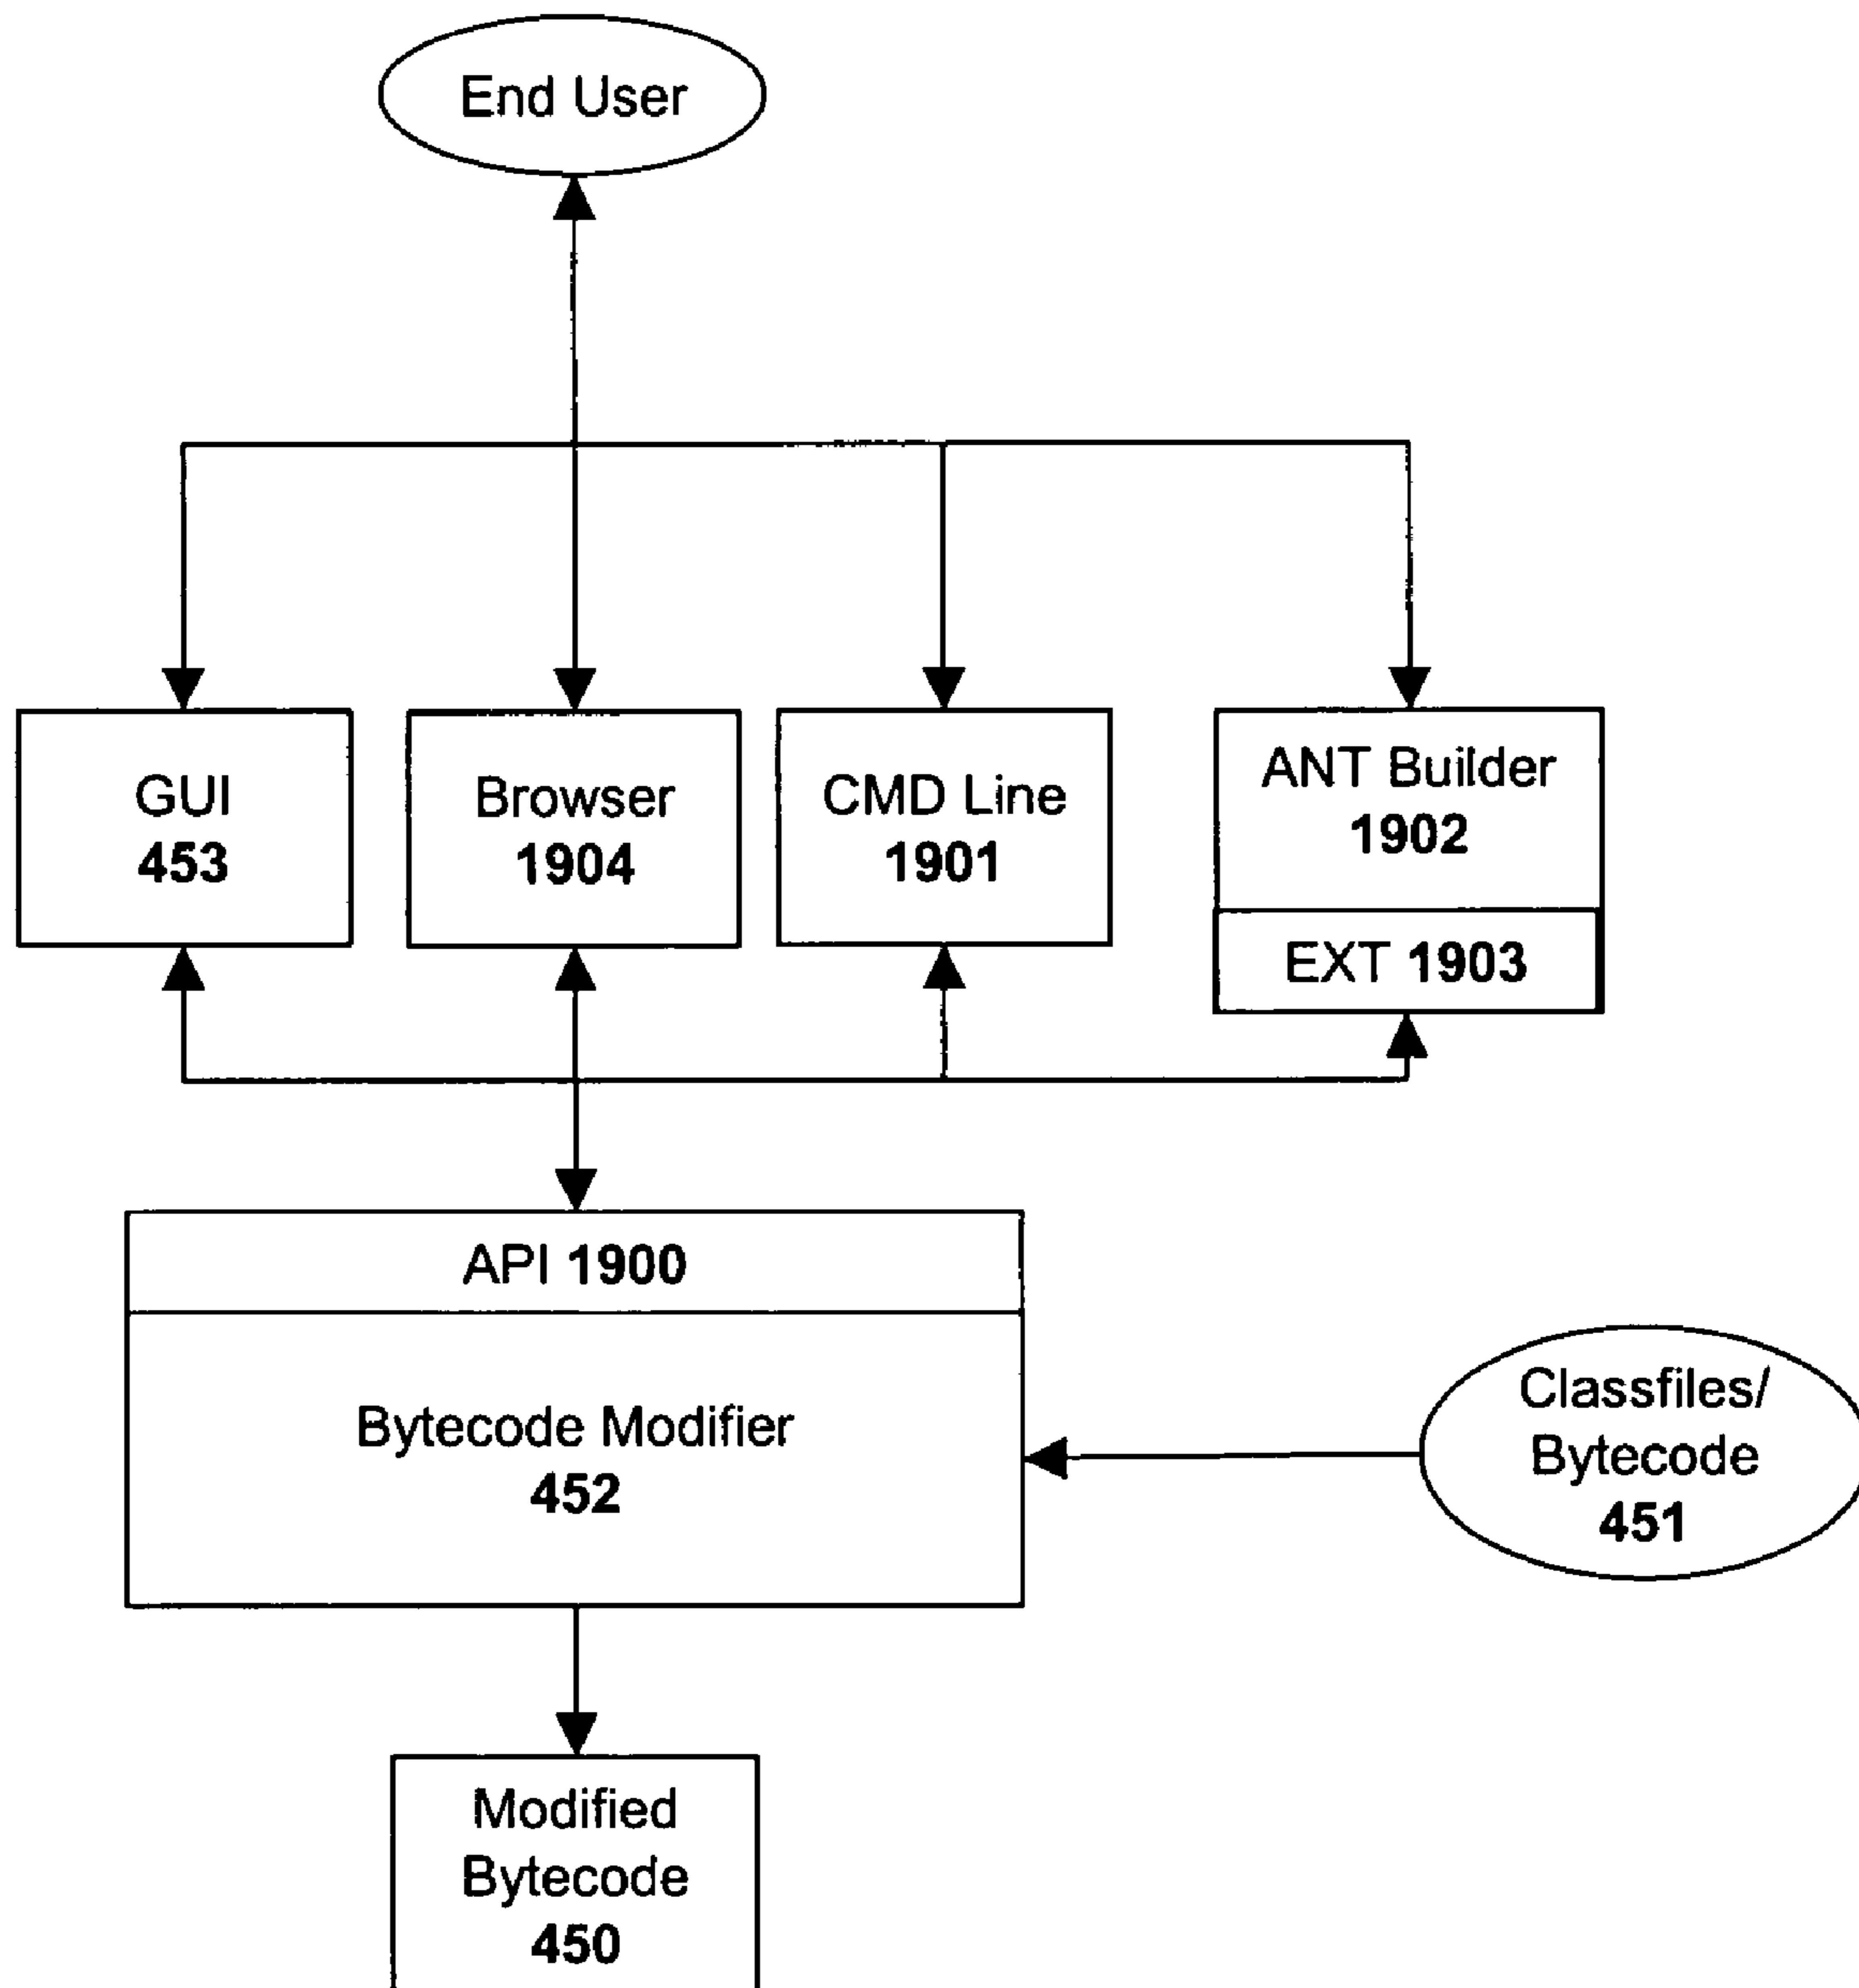 End User
GUI
453
Browser
1904
CMD Line
1901
ANT Builder
1902
EXT 1903
API 1900
Bytecode Modifier
452
Classfiles/
Bytecode
451
Modified
Bytecode
450